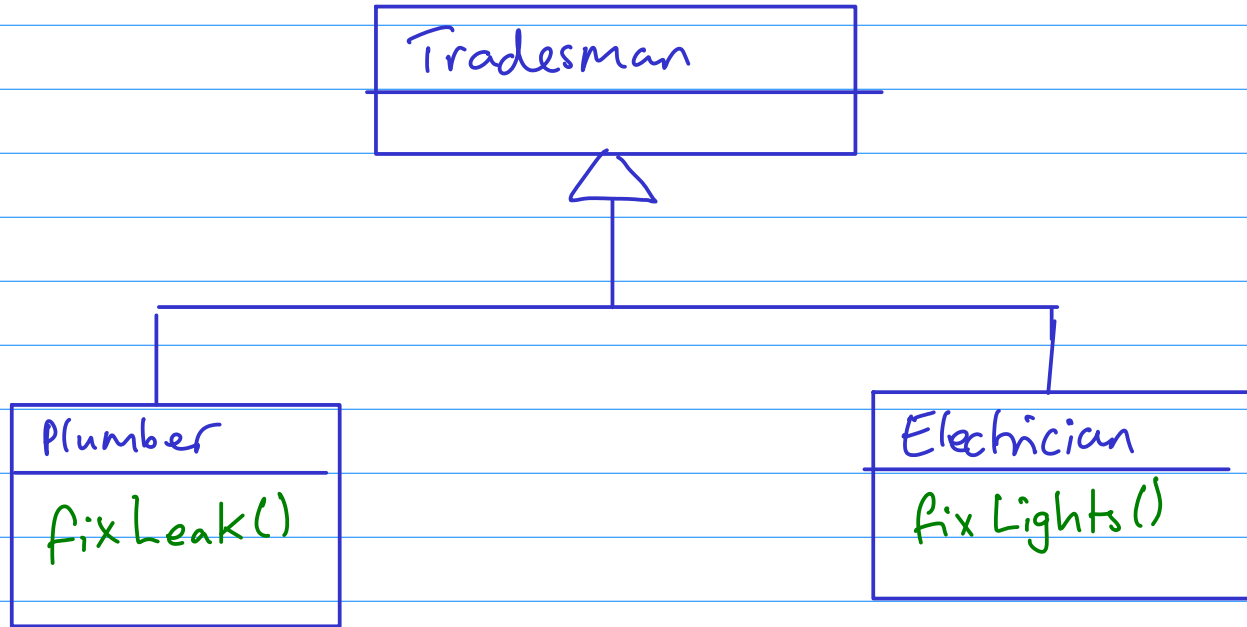 Tradesman
Plumber
Electrician
fixLeak()
fixLights()